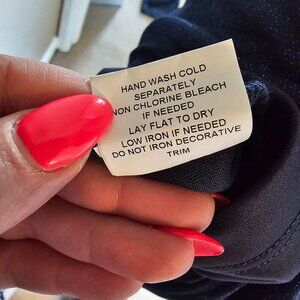 HAND WASH COLD
SEPARATELY
NON CHLORINE BLEACH
IF NEEDED
LAY FLAT TO DRY
LOW IRON IF NEEDED
DO NOT IRON DECORATIVE
TRIM